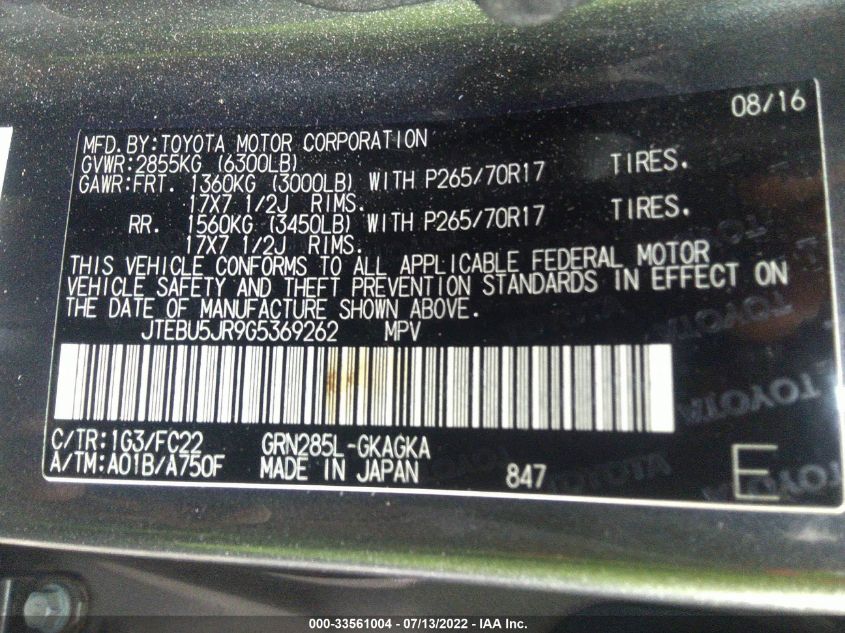 08/16
MFD.BY:TOYOTA MOTOR CORPORATION
GVWR:2855KG (6300LB)
GAWR:FRT. 1360KG (3000LB) WITH P265/70R17 TIRES.
17X7 1/2J RIMS.
RR. 1560KG (3450LB) WITH P265/70R17 TIRES.
17X7 1/2J RIMS.
THIS VEHICLE CONFORMS TO ALL APPLICABLE FEDERAL MOTOR
VEHICLE SAFETY AND THEFT PREVENTION STANDARDS IN EFFECT ON
THE DATE OF MANUFACTURE SHOWN ABOVE.
JTEBU5JR9G5369262 MPV
C/TR:1G3/FC22 GRN285L-GKAGKA
A/TM:A01B/A750F MADE IN JAPAN 847 E
TOYOTA
000-33561004 - 07/13/2022 - IAA Inc.